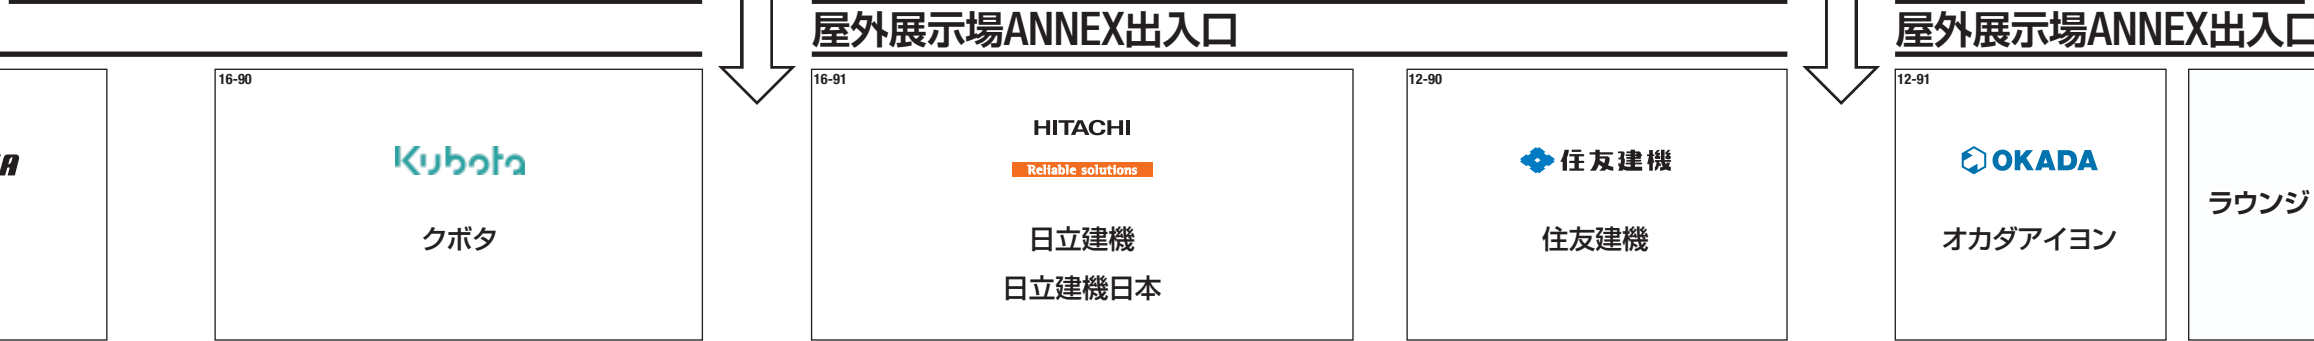 屋外展示場ANNEX出入口
屋外展示場ANNEX出入口
16-90
Kubota
クボタ
16-91
HITACHI
Reliable solutions
日立建機
日立建機日本
12-90
住友建機
住友建機
12-91
OKADA
オカダアイヨン
ラウンジ